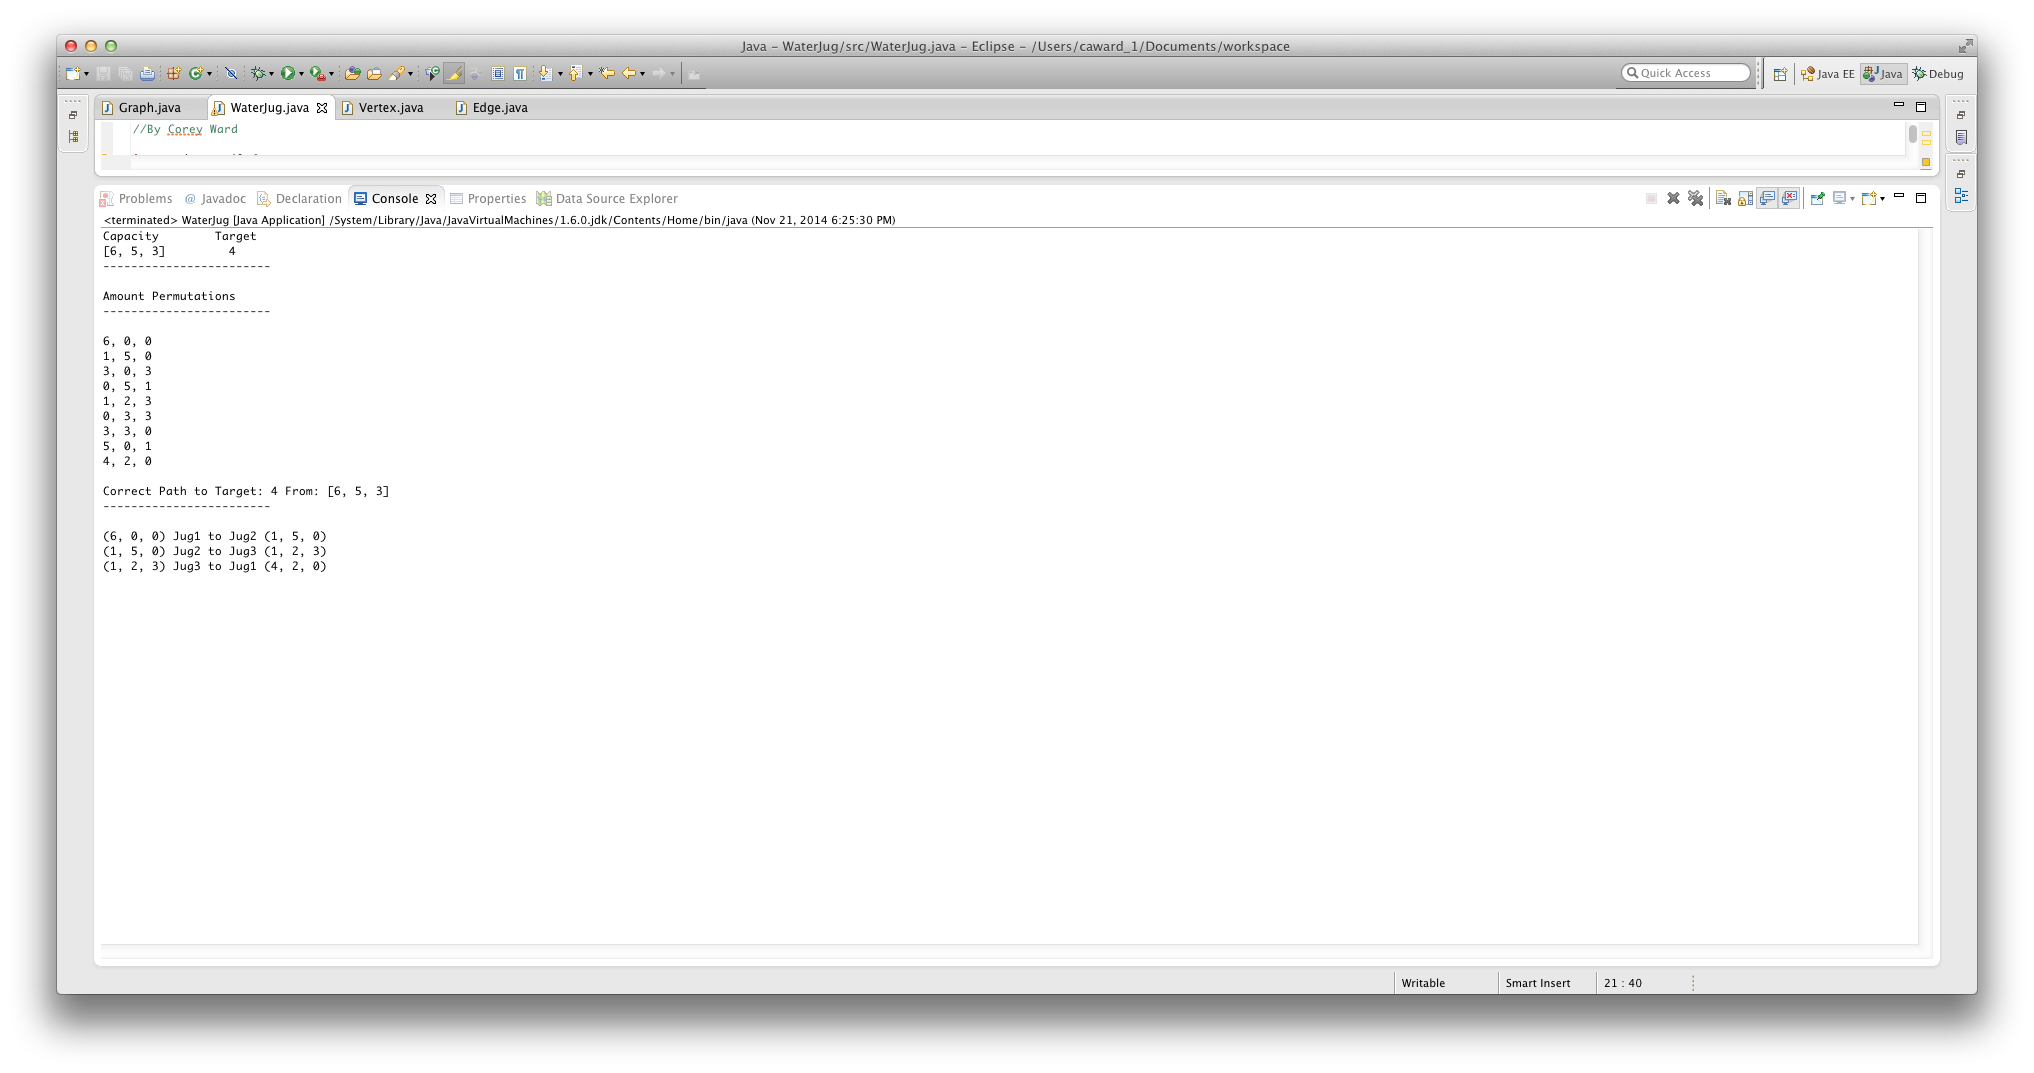 Java - WaterJug/src/WaterJug.java - Eclipse - /Users/caward_1/Documents/workspace
Quick Access
Java EE
Java
Debug
Graph.java
WaterJug.java
Vertex.java
Edge.java
//By Corey Ward
Problems
@ Javadoc
Declaration
Console
Properties
Data Source Explorer
<terminated> WaterJug [Java Application] /System/Library/Java/JavaVirtualMachines/1.6.0.jdk/Contents/Home/bin/java (Nov 21, 2014 6:25:30 PM)
Capacity        Target
[6, 5, 3]         4
------------------------
Amount Permutations
------------------------
6, 0, 0
1, 5, 0
3, 0, 3
0, 5, 1
1, 2, 3
0, 3, 3
3, 3, 0
5, 0, 1
4, 2, 0
Correct Path to Target: 4 From: [6, 5, 3]
------------------------
(6, 0, 0) Jug1 to Jug2 (1, 5, 0)
(1, 5, 0) Jug2 to Jug3 (1, 2, 3)
(1, 2, 3) Jug3 to Jug1 (4, 2, 0)
Writable
Smart Insert
21 : 40